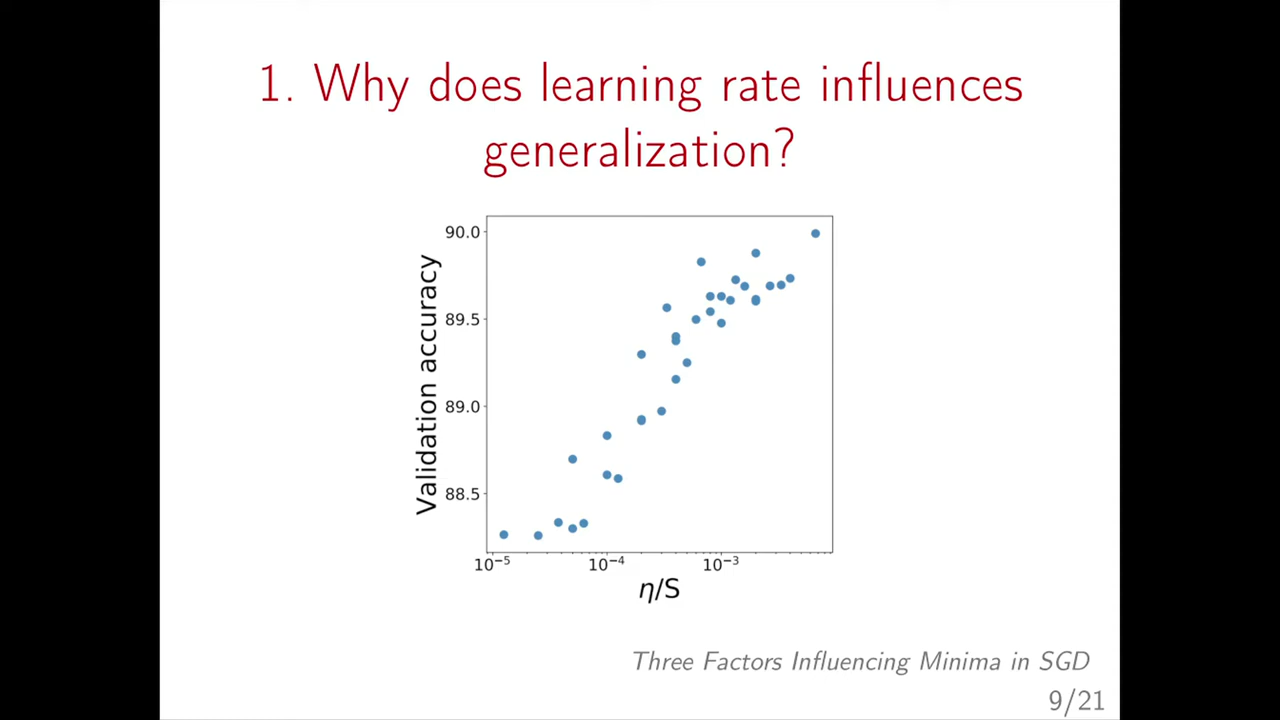 1. Why does learning rate influences
generalization?
Validation accuracy
90.0
89.5
89.0
88.5
10⁻⁵
10⁻⁴
10⁻³
η/S
Three Factors Influencing Minima in SGD
9/21